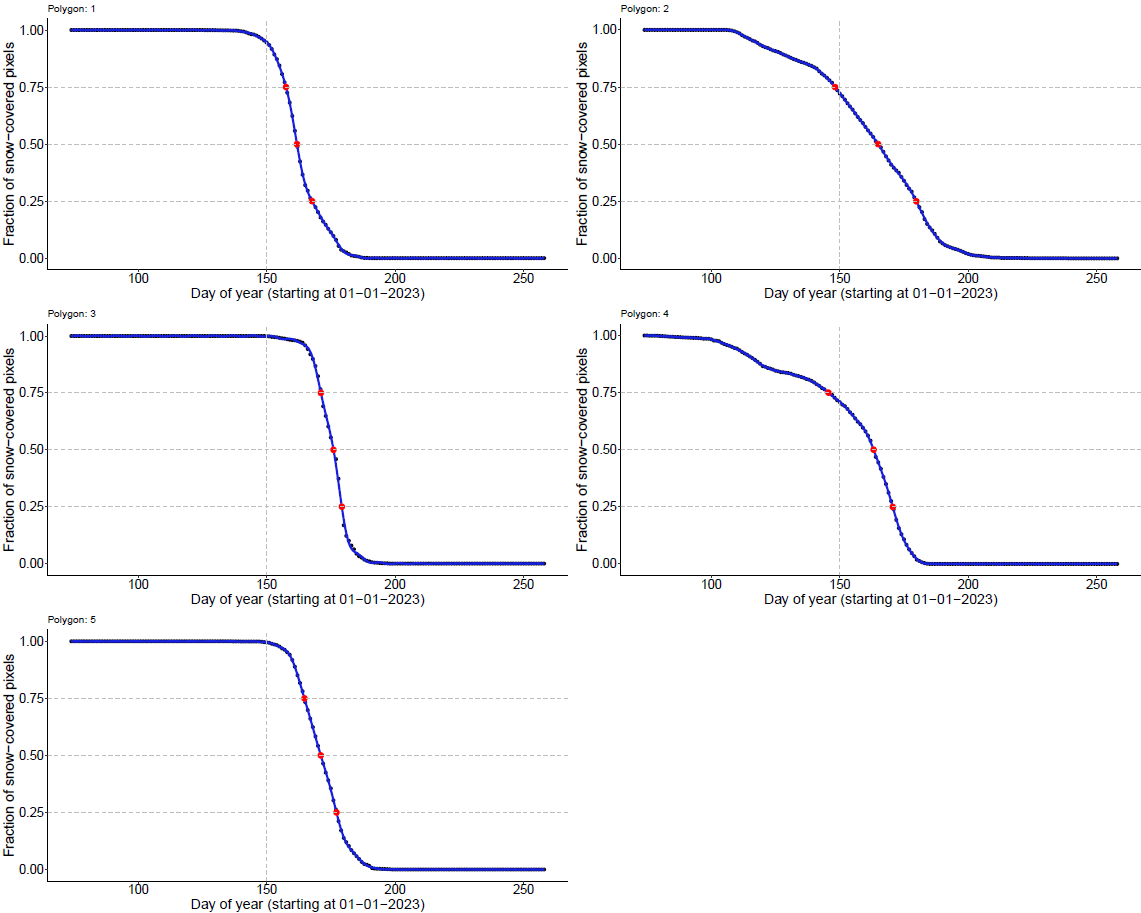 Polygon: 1
Fraction of snow−covered pixels
1.00
0.75
0.50
0.25
0.00
100 150 200 250
Day of year (starting at 01−01−2023)
Polygon: 2
Fraction of snow−covered pixels
1.00
0.75
0.50
0.25
0.00
100 150 200 250
Day of year (starting at 01−01−2023)
Polygon: 3
Fraction of snow−covered pixels
1.00
0.75
0.50
0.25
0.00
100 150 200 250
Day of year (starting at 01−01−2023)
Polygon: 4
Fraction of snow−covered pixels
1.00
0.75
0.50
0.25
0.00
100 150 200 250
Day of year (starting at 01−01−2023)
Polygon: 5
Fraction of snow−covered pixels
1.00
0.75
0.50
0.25
0.00
100 150 200 250
Day of year (starting at 01−01−2023)